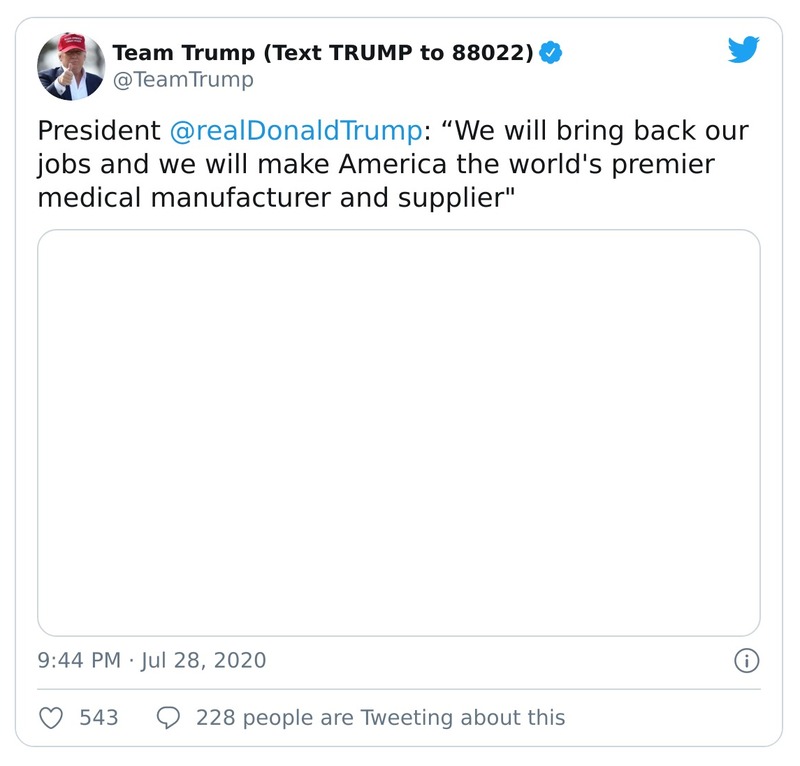 Team Trump (Text TRUMP to 88022)
@TeamTrump
President @realDonaldTrump: “We will bring back our
jobs and we will make America the world's premier
medical manufacturer and supplier"
9:44 PM · Jul 28, 2020
543 228 people are Tweeting about this